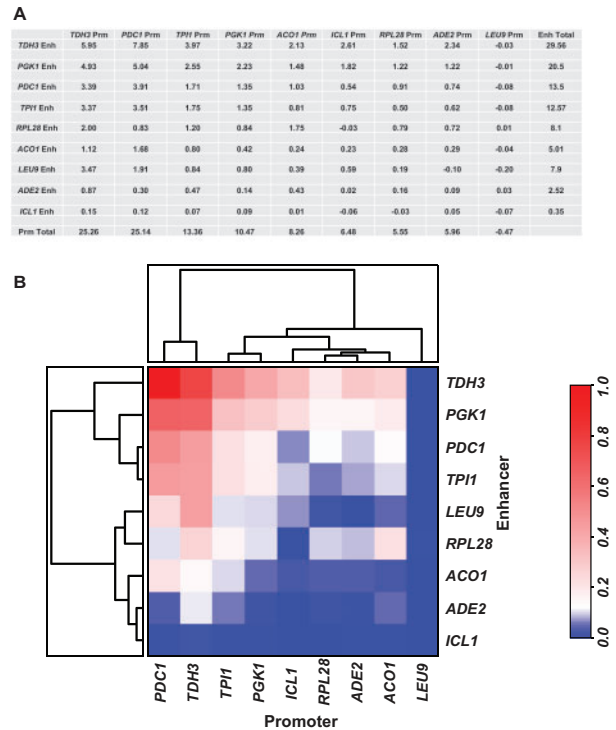 A
TDH3 Prm PDC1 Prm TPI1 Prm PGK1 Prm ACO1 Prm ICL1 Prm RPL28 Prm ADE2 Prm LEU9 Prm Enh Total
TDH3 Enh 5.95 7.85 3.97 3.22 2.13 2.61 1.52 2.34 -0.03 29.56
PGK1 Enh 4.93 5.04 2.55 2.23 1.48 1.82 1.22 1.22 -0.01 20.5
PDC1 Enh 3.39 3.91 1.71 1.35 1.03 0.54 0.91 0.74 -0.08 13.5
TPI1 Enh 3.37 3.51 1.75 1.35 0.81 0.75 0.50 0.62 -0.08 12.57
RPL28 Enh 2.00 0.83 1.20 0.84 1.75 -0.03 0.79 0.72 0.01 8.1
ACO1 Enh 1.12 1.68 0.80 0.42 0.24 0.23 0.28 0.29 -0.04 5.01
LEU9 Enh 3.47 1.91 0.84 0.80 0.39 0.59 0.19 -0.10 -0.20 7.9
ADE2 Enh 0.87 0.30 0.47 0.14 0.43 0.02 0.16 0.09 0.03 2.52
ICL1 Enh 0.15 0.12 0.07 0.09 0.01 -0.06 -0.03 0.05 -0.07 0.35
Prm Total 25.26 25.14 13.36 10.47 8.26 6.48 5.55 5.96 -0.47
B
TDH3
PGK1
PDC1
TPI1
LEU9
RPL28
ACO1
ADE2
ICL1
Enhancer
1.0
0.8
0.6
0.4
0.2
0.0
PDC1 TDH3 TPI1 PGK1 ICL1 RPL28 ADE2 ACO1 LEU9
Promoter